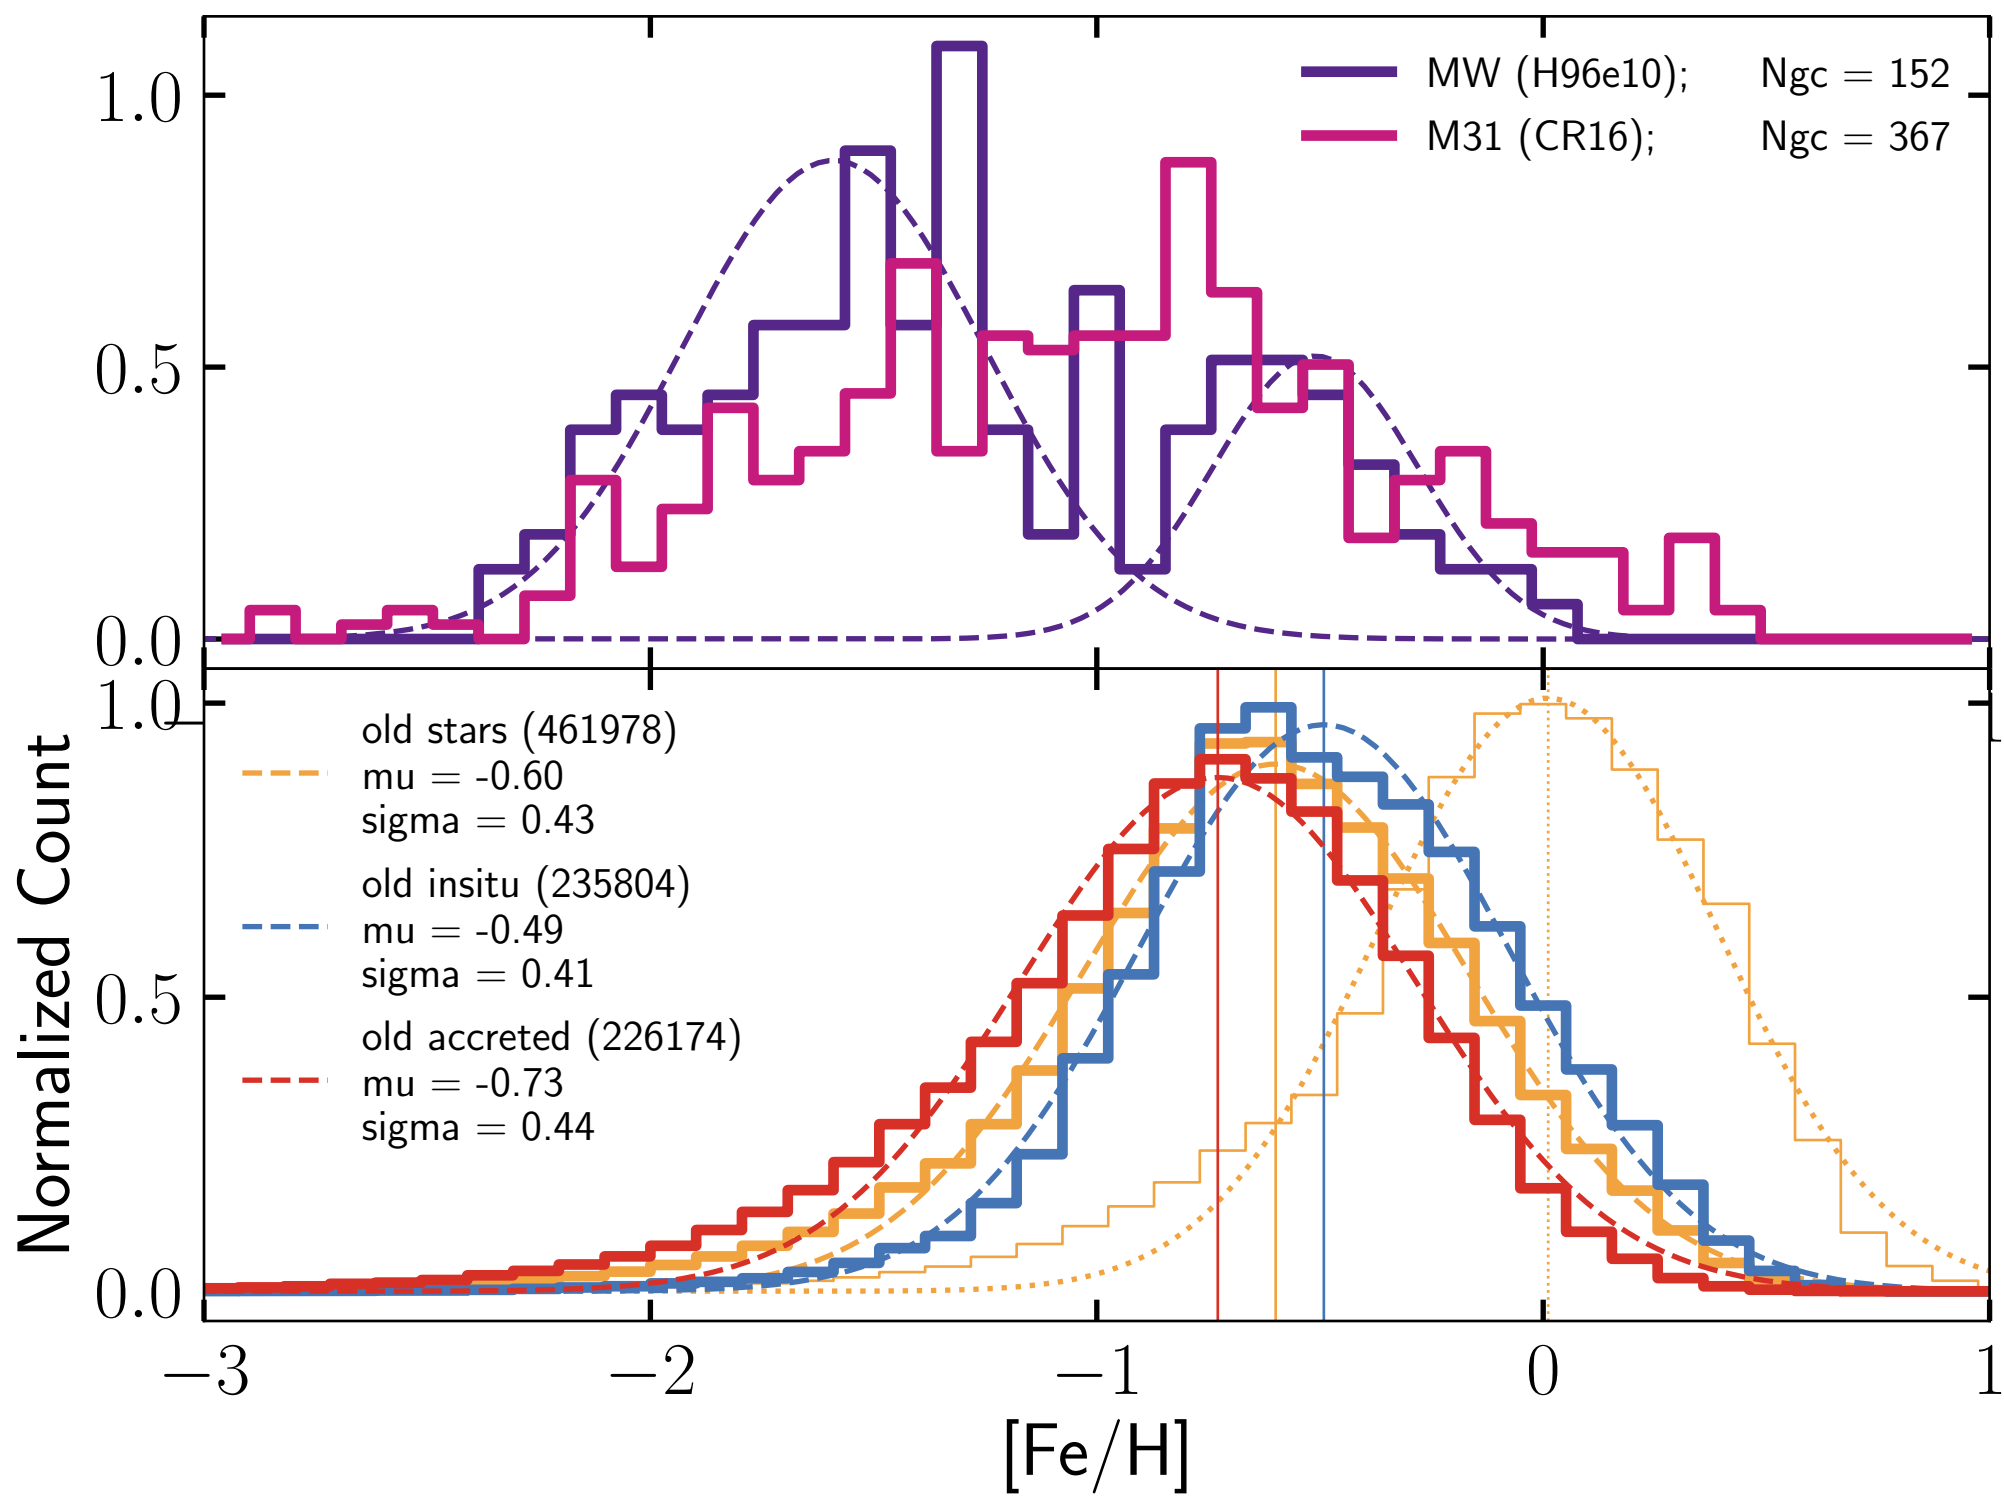 1.0
MW (H96e10); Ngc = 152
M31 (CR16); Ngc = 367
0.5
0.0
1.0
old stars (461978)
mu = -0.60
sigma = 0.43
old insitu (235804)
mu = -0.49
sigma = 0.41
0.5
old accreted (226174)
mu = -0.73
sigma = 0.44
0.0
Normalized Count
−3 −2 −1 0 1
[Fe/H]